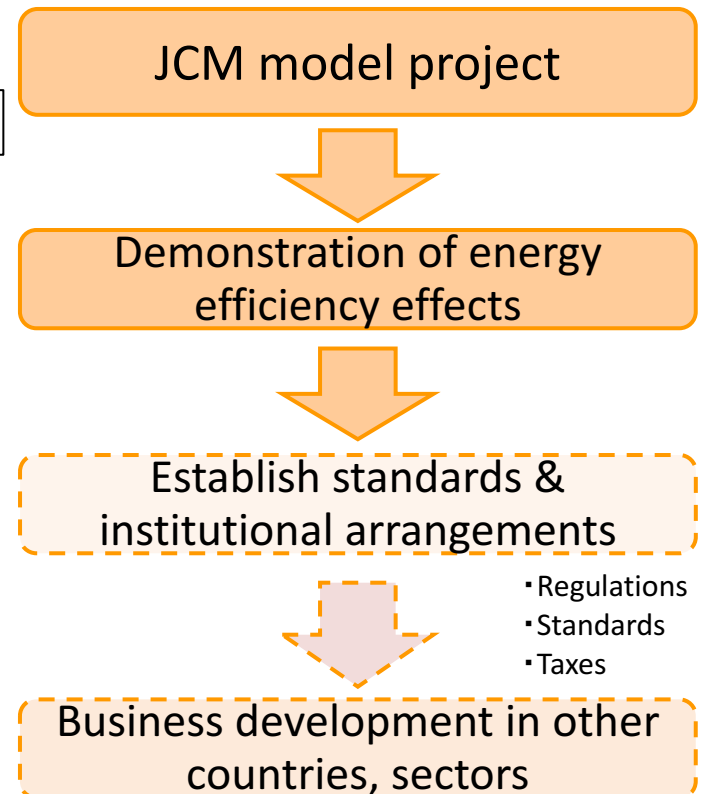 JCM model project
Demonstration of energy
efficiency effects
Establish standards &
institutional arrangements
・Regulations
・Standards
・Taxes
Business development in other
countries, sectors